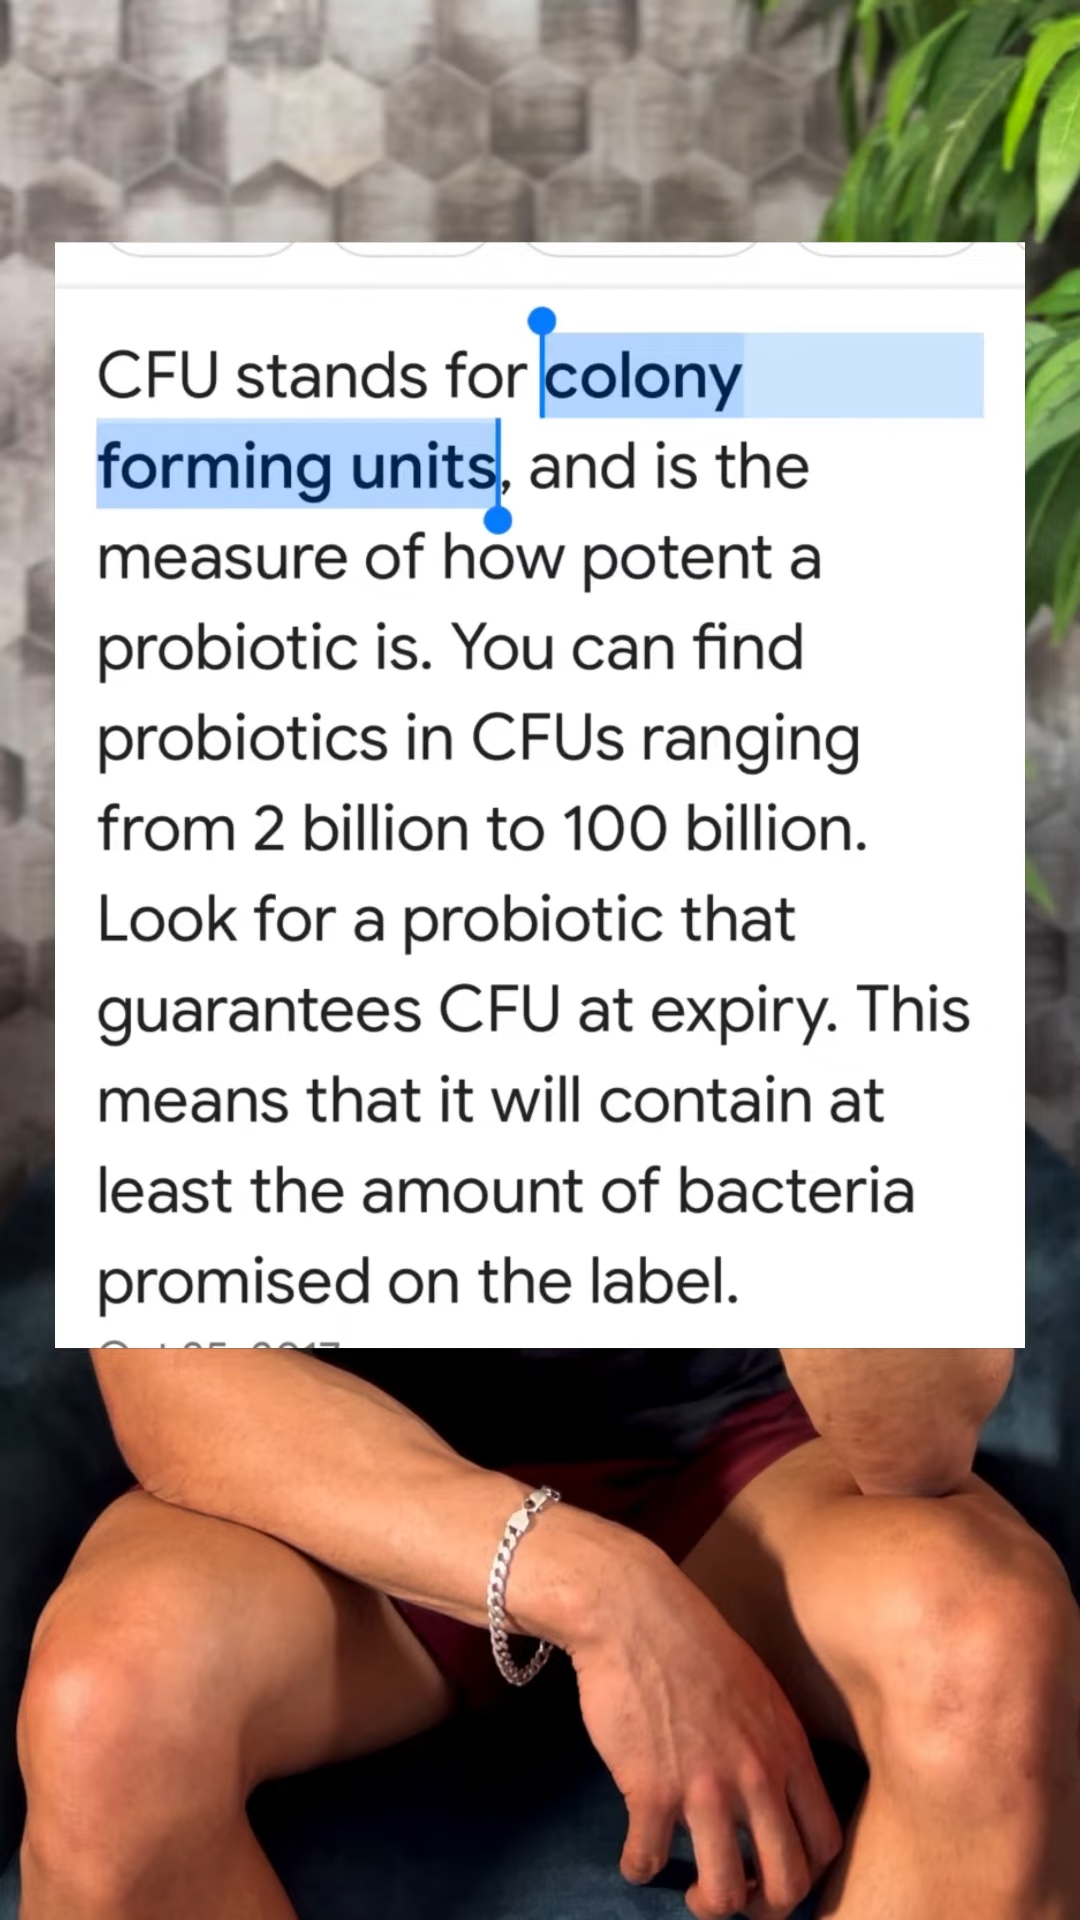 CFU stands for colony
forming units, and is the
measure of how potent a
probiotic is. You can find
probiotics in CFUs ranging
from 2 billion to 100 billion.
Look for a probiotic that
guarantees CFU at expiry. This
means that it will contain at
least the amount of bacteria
promised on the label.